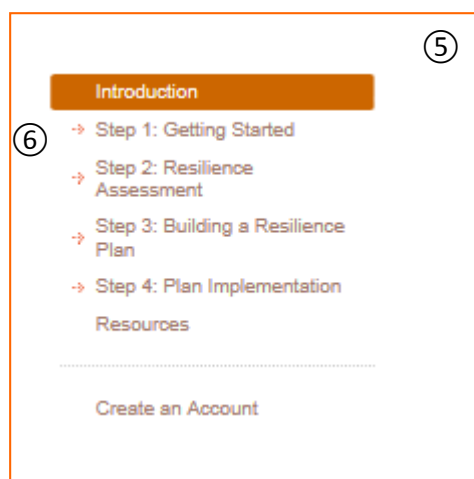 ⑤
Introduction
⑥
Step 1: Getting Started
Step 2: Resilience
Assessment
Step 3: Building a Resilience
Plan
Step 4: Plan Implementation
Resources
Create an Account